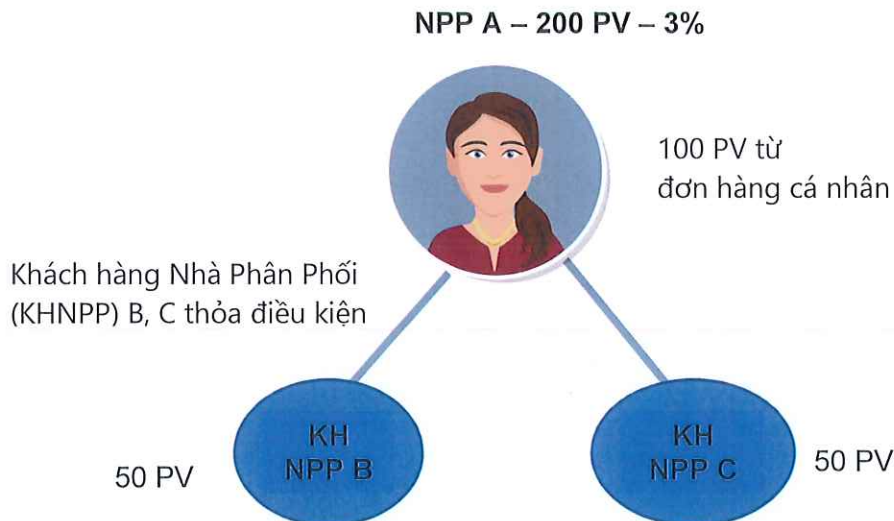 NPP A – 200 PV – 3%
100 PV từ
đơn hàng cá nhân
Khách hàng Nhà Phân Phối
(KHNPP) B, C thỏa điều kiện
KH
NPP B
50 PV
KH
NPP C
50 PV